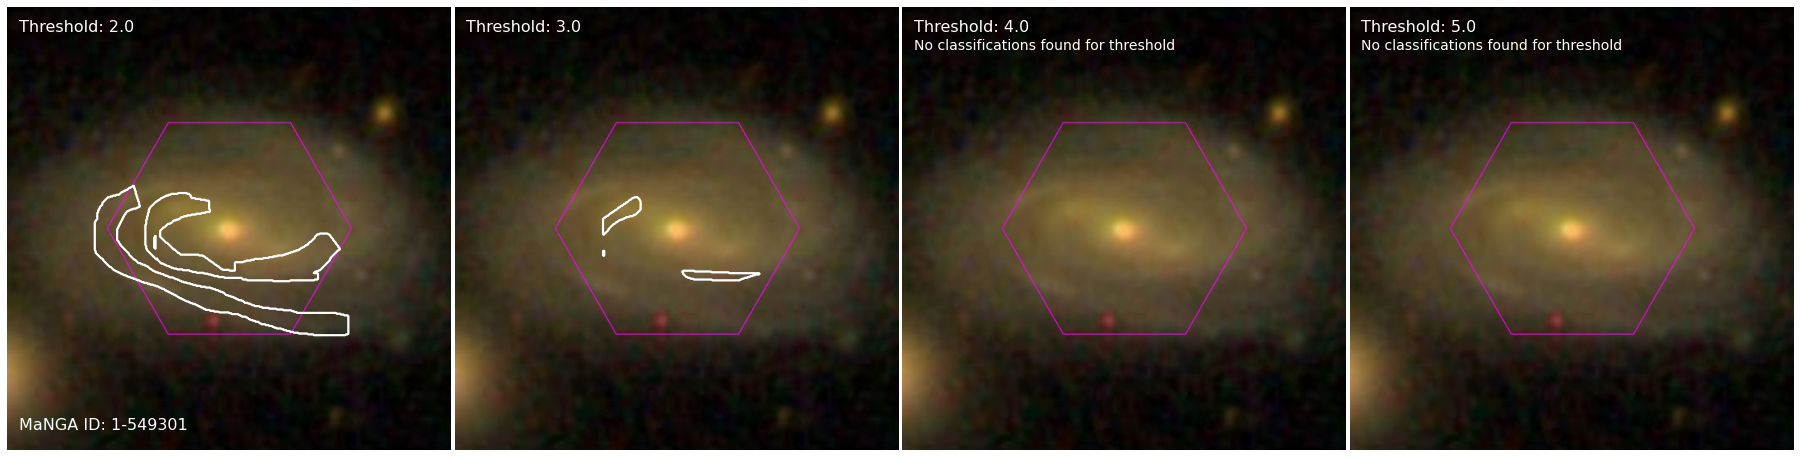 Threshold: 2.0
MaNGA ID: 1-549301
Threshold: 3.0
Threshold: 4.0
No classifications found for threshold
Threshold: 5.0
No classifications found for threshold